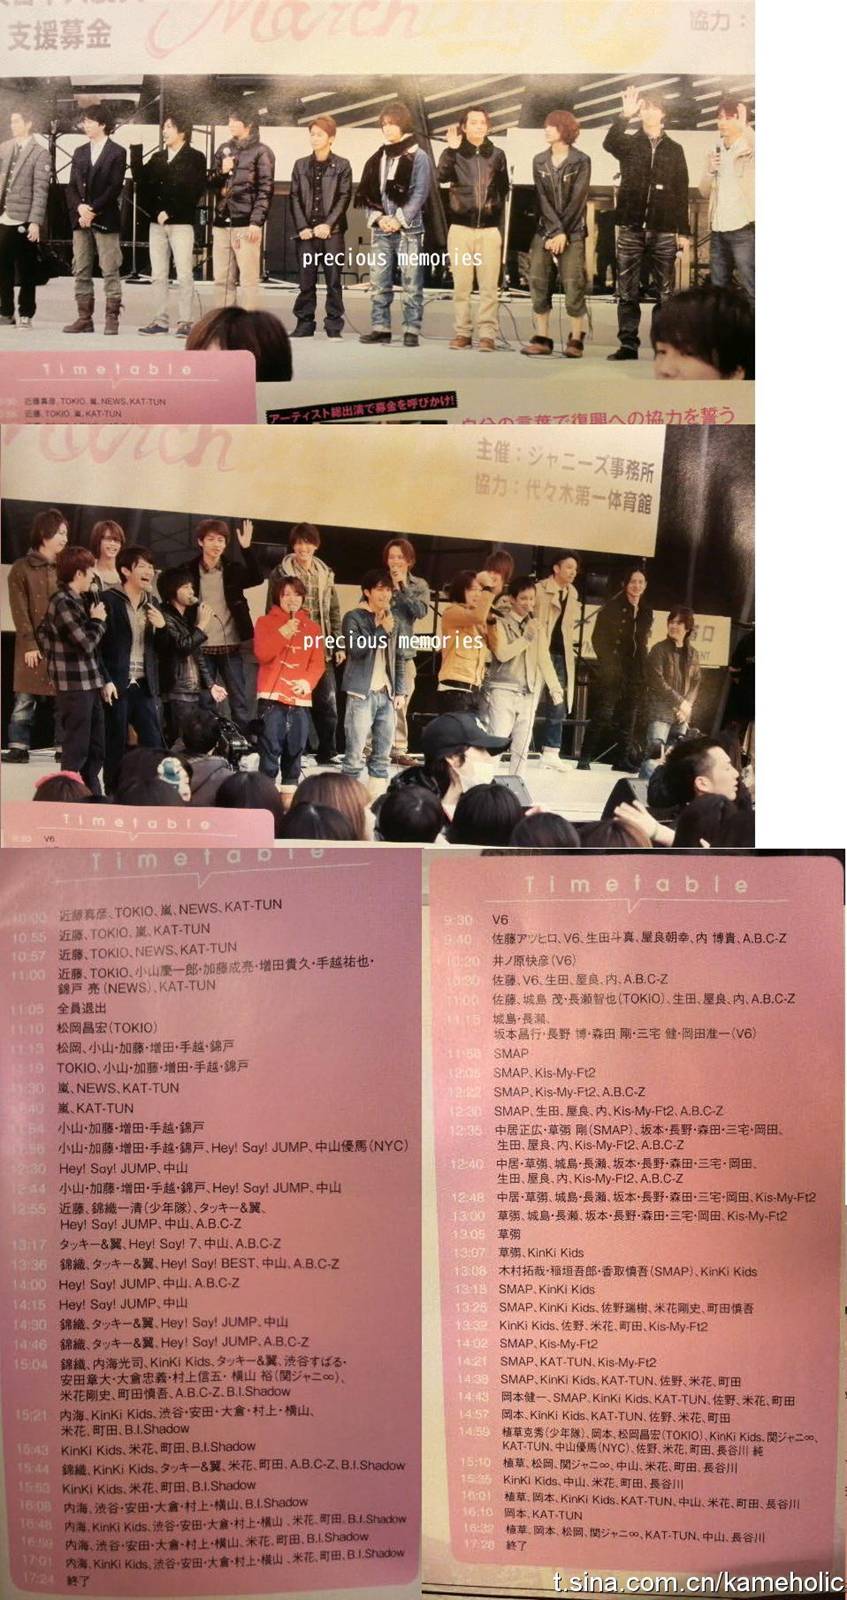 支援募金
March
協力：
precious memories
Timetable
近藤真彦、TOKIO、嵐、NEWS、KAT-TUN
近藤、TOKIO、嵐、KAT-TUN
アーティスト総出演で募金を呼びかけ!
自分の言葉で復興への協力を誓う
March
主催：ジャニーズ事務所
協力：代々木第一体育館
precious memories
Timetable
9:30 V6
Timetable
10:00 近藤真彦、TOKIO、嵐、NEWS、KAT-TUN
10:55 近藤、TOKIO、嵐、KAT-TUN
10:57 近藤、TOKIO、NEWS、KAT-TUN
11:00 近藤、TOKIO、小山慶一郎・加藤成亮・増田貴久・手越祐也・
錦戸 亮（NEWS）、KAT-TUN
11:05 全員退出
11:10 松岡昌宏（TOKIO）
11:13 松岡、小山・加藤・増田・手越・錦戸
11:19 TOKIO、小山・加藤・増田・手越・錦戸
11:30 嵐、NEWS、KAT-TUN
11:40 嵐、KAT-TUN
11:54 小山・加藤・増田・手越・錦戸
11:56 小山・加藤・増田・手越・錦戸、Hey! Say! JUMP、中山優馬（NYC）
12:30 Hey! Say! JUMP、中山
12:44 小山・加藤・増田・手越・錦戸、Hey! Say! JUMP、中山
12:55 近藤、錦織一清（少年隊）、タッキー&翼、
Hey! Say! JUMP、中山、A.B.C-Z
13:17 タッキー&翼、Hey! Say! 7、中山、A.B.C-Z
13:36 錦織、タッキー&翼、Hey! Say! BEST、中山、A.B.C-Z
14:00 Hey! Say! JUMP、中山、A.B.C-Z
14:15 Hey! Say! JUMP、中山
14:30 錦織、タッキー&翼、Hey! Say! JUMP、中山
14:46 錦織、タッキー&翼、Hey! Say! JUMP、A.B.C-Z
15:04 錦織、内海光司、KinKi Kids、タッキー&翼、渋谷すばる・
安田章大・大倉忠義・村上信五・横山 裕（関ジャニ∞）、
米花剛史、町田慎吾、A.B.C-Z、B.I.Shadow
15:21 内海、KinKi Kids、渋谷・安田・大倉・村上・横山、
米花、町田、B.I.Shadow
15:43 KinKi Kids、米花、町田、B.I.Shadow
15:44 錦織、KinKi Kids、タッキー&翼、米花、町田、A.B.C-Z、B.I.Shadow
15:53 KinKi Kids、米花、町田、B.I.Shadow
16:08 内海、渋谷・安田・大倉・村上・横山、B.I.Shadow
16:46 内海、KinKi Kids、渋谷・安田・大倉・村上・横山、米花、町田、B.I.Shadow
16:59 内海、渋谷・安田・大倉・村上・横山、米花、町田、B.I.Shadow
17:01 内海、KinKi Kids、渋谷・安田・大倉・村上・横山、米花、町田、B.I.Shadow
17:24 終了
Timetable
9:30 V6
9:40 佐藤アツヒロ、V6、生田斗真、屋良朝幸、内 博貴、A.B.C-Z
10:20 井ノ原快彦（V6）
10:30 佐藤、V6、生田、屋良、内、A.B.C-Z
11:00 佐藤、城島 茂・長瀬智也（TOKIO）、生田、屋良、内、A.B.C-Z
11:15 城島・長瀬、
坂本昌行・長野 博・森田 剛・三宅 健・岡田准一（V6）
11:58 SMAP
12:05 SMAP、Kis-My-Ft2
12:22 SMAP、Kis-My-Ft2、A.B.C-Z
12:30 SMAP、生田、屋良、内、Kis-My-Ft2、A.B.C-Z
12:35 中居正広・草彅 剛（SMAP）、坂本・長野・森田・三宅・岡田、
生田、屋良、内、Kis-My-Ft2、A.B.C-Z
12:40 中居・草彅、城島・長瀬、坂本・長野・森田・三宅・岡田、
生田、屋良、内、Kis-My-Ft2、A.B.C-Z
12:48 中居・草彅、城島・長瀬、坂本・長野・森田・三宅・岡田、Kis-My-Ft2
13:00 草彅、城島・長瀬、坂本・長野・森田・三宅・岡田、Kis-My-Ft2
13:05 草彅
13:07 草彅、KinKi Kids
13:08 木村拓哉・稲垣吾郎・香取慎吾（SMAP）、KinKi Kids
13:18 SMAP、KinKi Kids
13:25 SMAP、KinKi Kids、佐野瑞樹、米花剛史、町田慎吾
13:32 KinKi Kids、佐野、米花、町田、Kis-My-Ft2
14:02 SMAP、Kis-My-Ft2
14:21 SMAP、KAT-TUN、Kis-My-Ft2
14:38 SMAP、KinKi Kids、KAT-TUN、佐野、米花、町田
14:43 岡本健一、SMAP、KinKi Kids、KAT-TUN、佐野、米花、町田
14:57 岡本、KinKi Kids、KAT-TUN、佐野、米花、町田
14:59 植草克秀（少年隊）、岡本、松岡昌宏（TOKIO）、KinKi Kids、関ジャニ∞、
KAT-TUN、中山優馬（NYC）、佐野、米花、町田、長谷川 純
15:10 植草、松岡、関ジャニ∞、中山、米花、町田、長谷川
15:35 KinKi Kids、中山、米花、町田、長谷川
16:01 植草、岡本、KinKi Kids、KAT-TUN、中山、米花、町田、長谷川
16:10 岡本、KAT-TUN
16:32 植草、岡本、松岡、関ジャニ∞、KAT-TUN、中山、長谷川
17:28 終了
t.sina.com.cn/kameholic